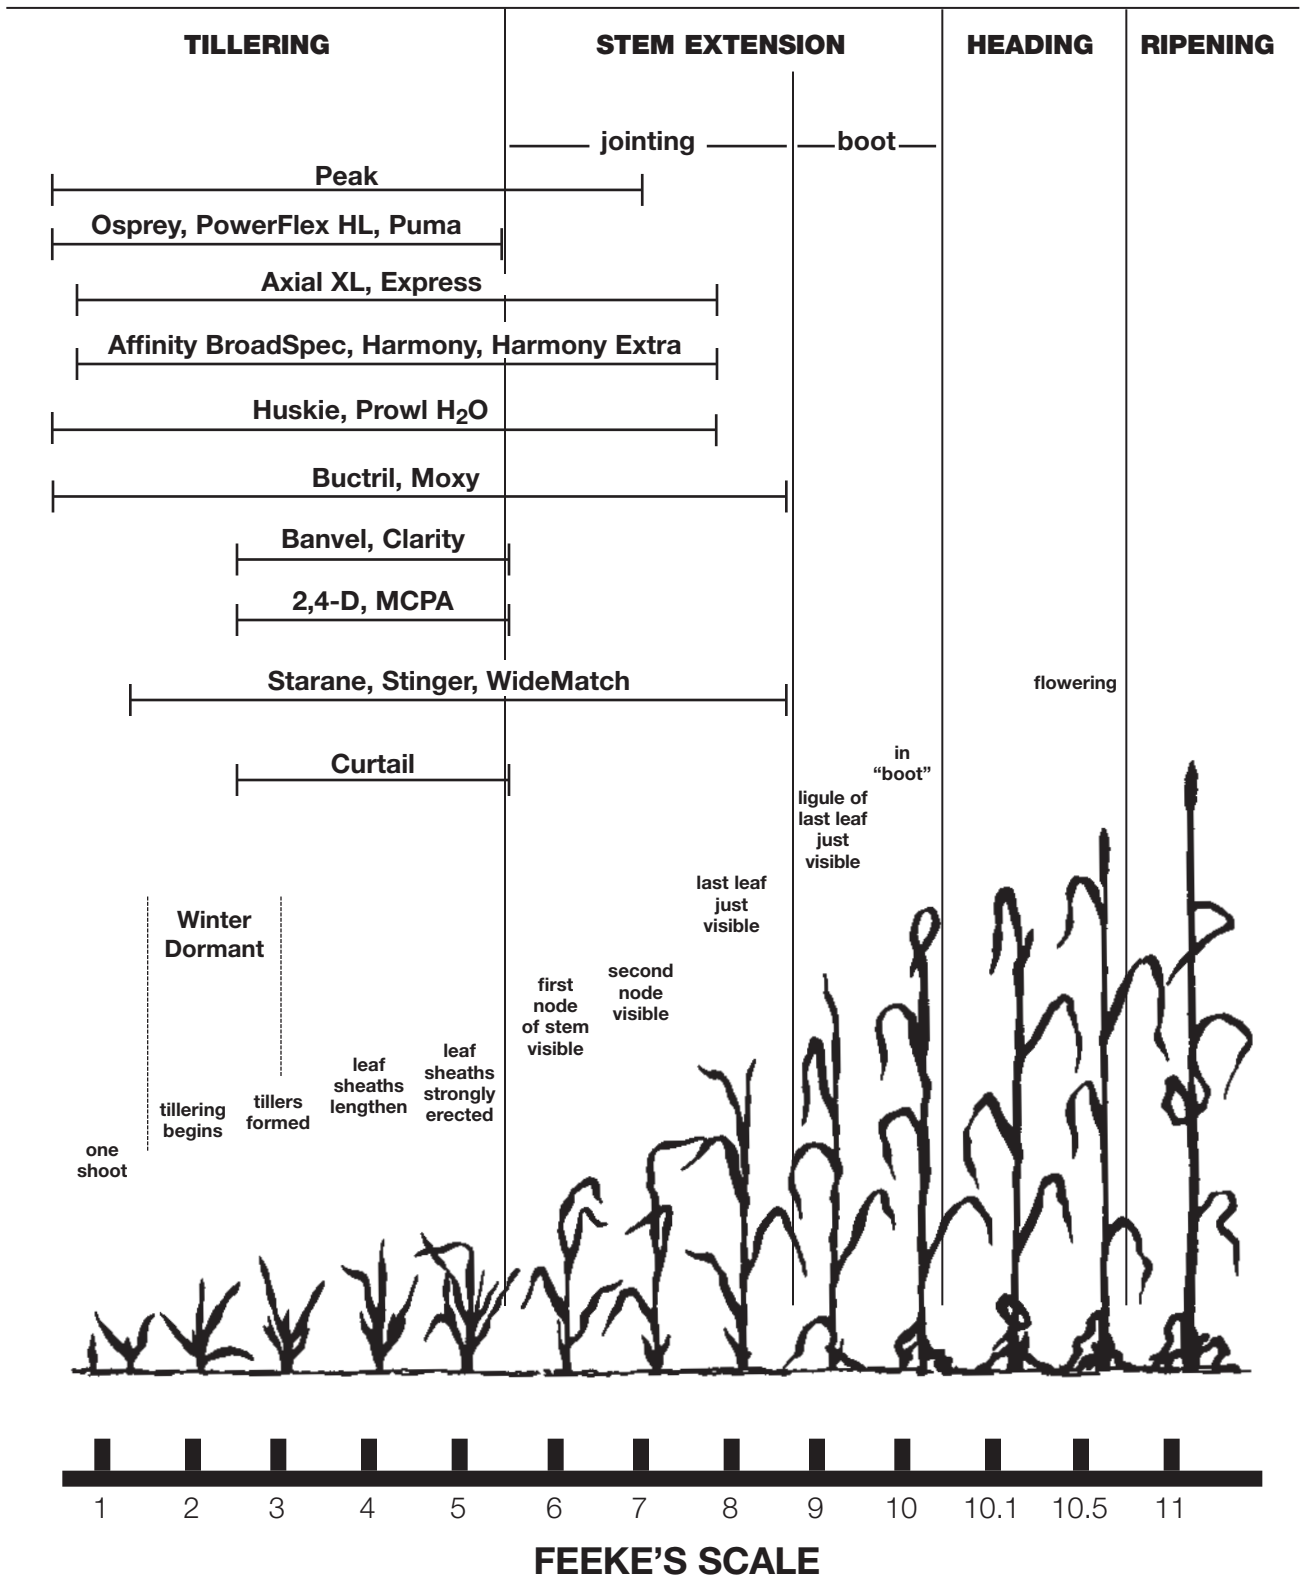 TILLERING
STEM EXTENSION
HEADING
RIPENING
jointing
boot
Peak
Osprey, PowerFlex HL, Puma
Axial XL, Express
Affinity BroadSpec, Harmony, Harmony Extra
Huskie, Prowl H₂O
Buctril, Moxy
Banvel, Clarity
2,4-D, MCPA
Starane, Stinger, WideMatch
Curtail
Winter
Dormant
one
shoot
tillering
begins
tillers
formed
leaf
sheaths
lengthen
leaf
sheaths
strongly
erected
first
node
of stem
visible
second
node
visible
last leaf
just
visible
ligule of
last leaf
just
visible
in
“boot”
flowering
1 2 3 4 5 6 7 8 9 10 10.1 10.5 11
FEEKE’S SCALE